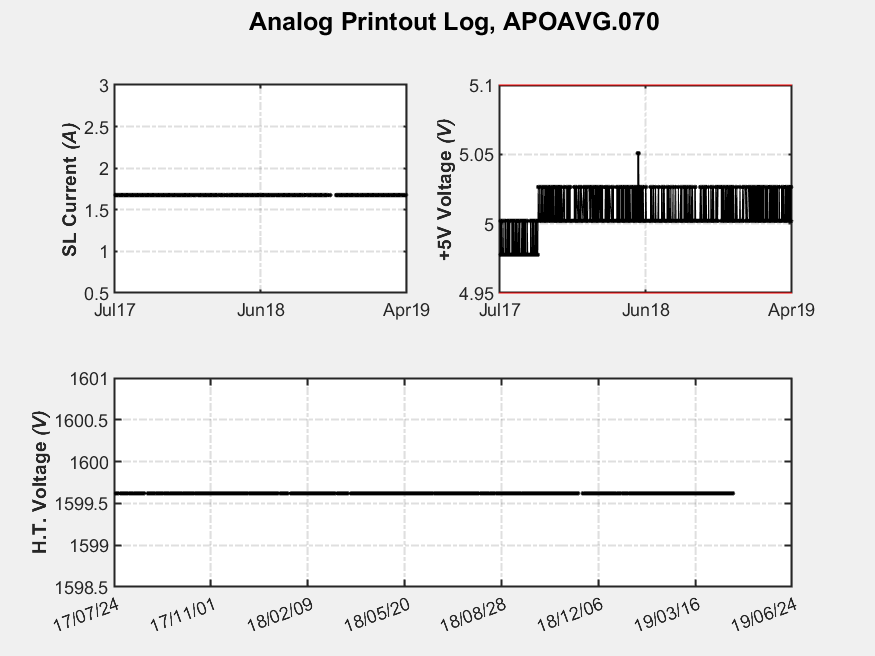 Analog Printout Log, APOAVG.070
SL Current (A)
3
2.5
2
1.5
1
0.5
Jul17 Jun18 Apr19
+5V Voltage (V)
5.1
5.05
5
4.95
Jul17 Jun18 Apr19
H.T. Voltage (V)
1601
1600.5
1600
1599.5
1599
1598.5
17/07/24 17/11/01 18/02/09 18/05/20 18/08/28 18/12/06 19/03/16 19/06/24